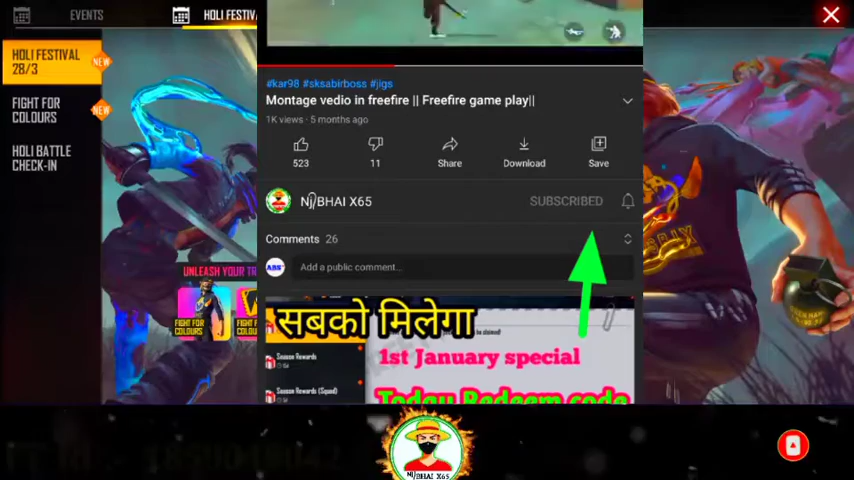 EVENTS
HOLI FESTIV
HOLI FESTIVAL
28/3
NEW
FIGHT FOR
COLOURS
NEW
HOLI BATTLE
CHECK-IN
UNLEASH YOUR TR
FIGHT FOR
COLOURS
#kar98 #sksabirboss #jigs
Montage vedio in freefire || Freefire game play||
1K views · 5 months ago
523
11
Share
Download
Save
Nj BHAI X65
SUBSCRIBED
Comments 26
Add a public comment...
सबको मिलेगा
Season Rewards
Season Rewards (Squad)
1st January special
Today Redeem code
NJ BHAI X65